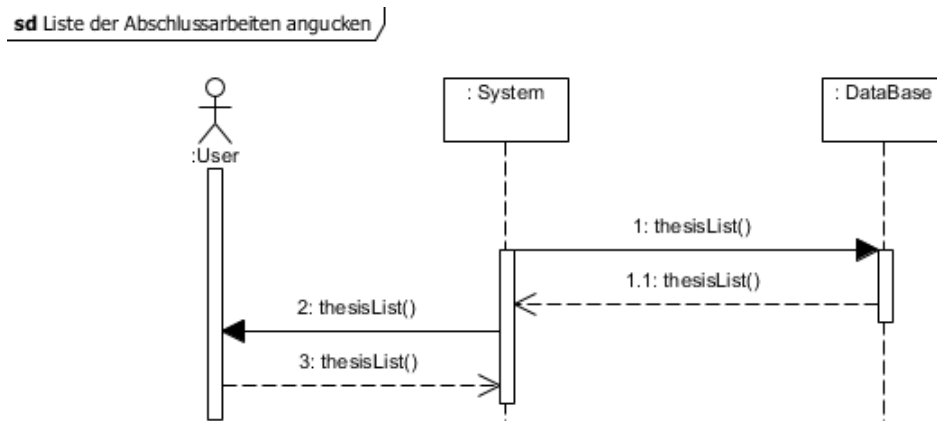 sd Liste der Abschlussarbeiten angucken
: System
: DataBase
:User
1: thesisList()
1.1: thesisList()
2: thesisList()
3: thesisList()